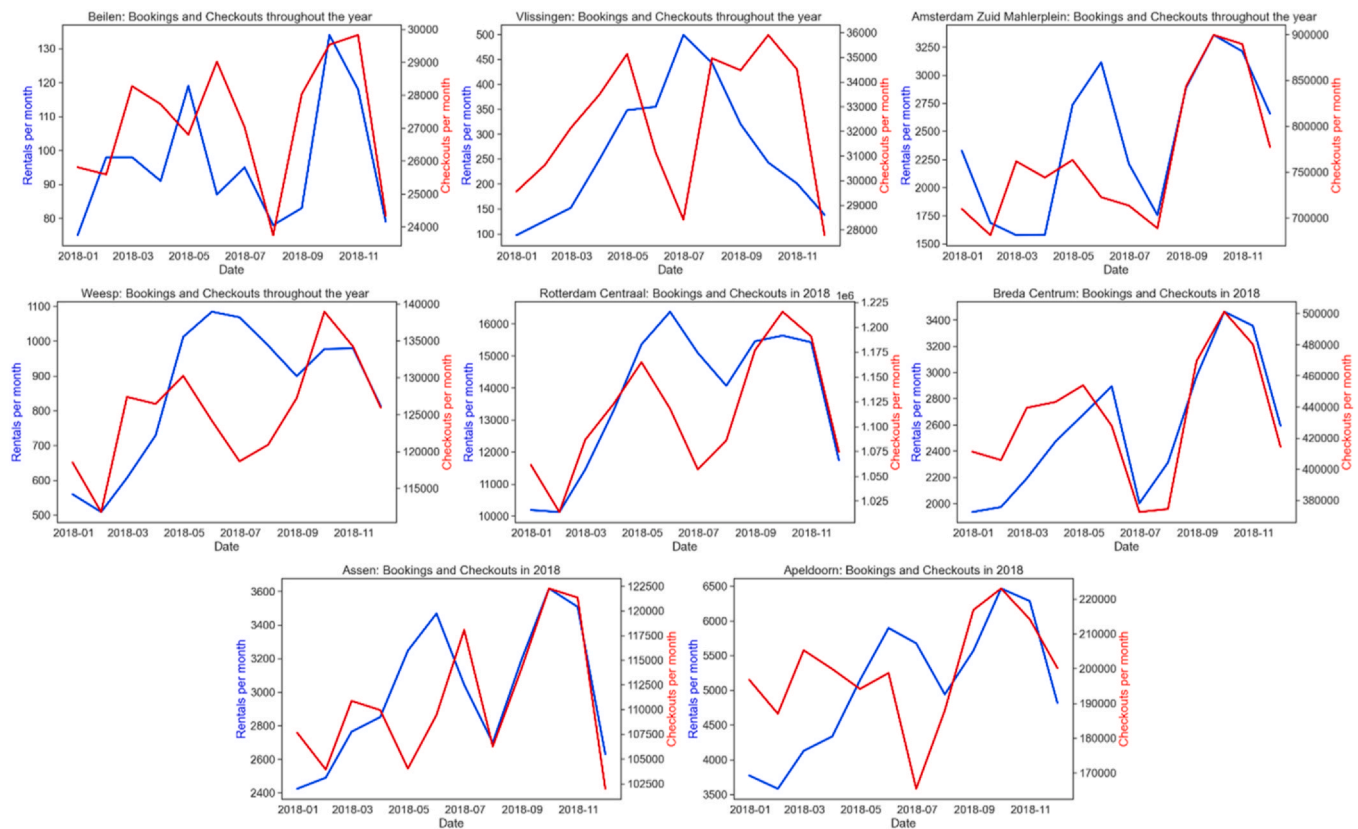 Beilen: Bookings and Checkouts throughout the year
Rentals per month
130
120
110
100
90
80
30000
29000
28000
27000
26000
25000
24000
Checkouts per month
2018-01 2018-03 2018-05 2018-07 2018-09 2018-11
Date
Vlissingen: Bookings and Checkouts throughout the year
Rentals per month
500
450
400
350
300
250
200
150
100
36000
35000
34000
33000
32000
31000
30000
29000
28000
Checkouts per month
2018-01 2018-03 2018-05 2018-07 2018-09 2018-11
Date
Amsterdam Zuid Mahlerplein: Bookings and Checkouts throughout the year
Rentals per month
3250
3000
2750
2500
2250
2000
1750
1500
900000
850000
800000
750000
700000
Checkouts per month
2018-01 2018-03 2018-05 2018-07 2018-09 2018-11
Date
Weesp: Bookings and Checkouts throughout the year
Rentals per month
1100
1000
900
800
700
600
500
140000
135000
130000
125000
120000
115000
Checkouts per month
2018-01 2018-03 2018-05 2018-07 2018-09 2018-11
Date
Rotterdam Centraal: Bookings and Checkouts in 2018
1e6
Rentals per month
16000
15000
14000
13000
12000
11000
10000
1.225
1.200
1.175
1.150
1.125
1.100
1.075
1.050
1.025
Checkouts per month
2018-01 2018-03 2018-05 2018-07 2018-09 2018-11
Date
Breda Centrum: Bookings and Checkouts in 2018
Rentals per month
3400
3200
3000
2800
2600
2400
2200
2000
500000
480000
460000
440000
420000
400000
380000
Checkouts per month
2018-01 2018-03 2018-05 2018-07 2018-09 2018-11
Date
Assen: Bookings and Checkouts in 2018
Rentals per month
3600
3400
3200
3000
2800
2600
2400
122500
120000
117500
115000
112500
110000
107500
105000
102500
Checkouts per month
2018-01 2018-03 2018-05 2018-07 2018-09 2018-11
Date
Apeldoorn: Bookings and Checkouts in 2018
Rentals per month
6500
6000
5500
5000
4500
4000
3500
220000
210000
200000
190000
180000
170000
Checkouts per month
2018-01 2018-03 2018-05 2018-07 2018-09 2018-11
Date